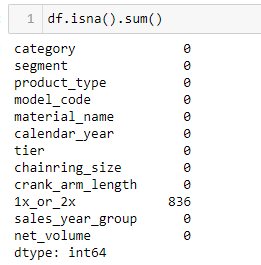 1 df.isna().sum()
category 0
segment 0
product_type 0
model_code 0
material_name 0
calendar_year 0
tier 0
chainring_size 0
crank_arm_length 0
1x_or_2x 836
sales_year_group 0
net_volume 0
dtype: int64